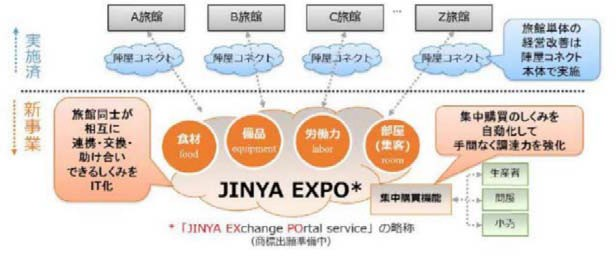 A旅館
B旅館
C旅館
…
Z旅館
実施済
陣屋コネクト
陣屋コネクト
陣屋コネクト
陣屋コネクト
旅館単体の
経営改善は
陣屋コネクト
本体で実施
新事業
旅館同士が
相互に
連携・交換・
助け合い
できるしくみを
IT化
食材
food
備品
equipment
労働力
labor
部屋
(集客)
room
集中購買のしくみを
自動化して
手間なく調達力を強化
JINYA EXPO*
集中購買機能
生産者
問屋
小売
*「JINYA EXchange POrtal service」の略称
(商標出願準備中)